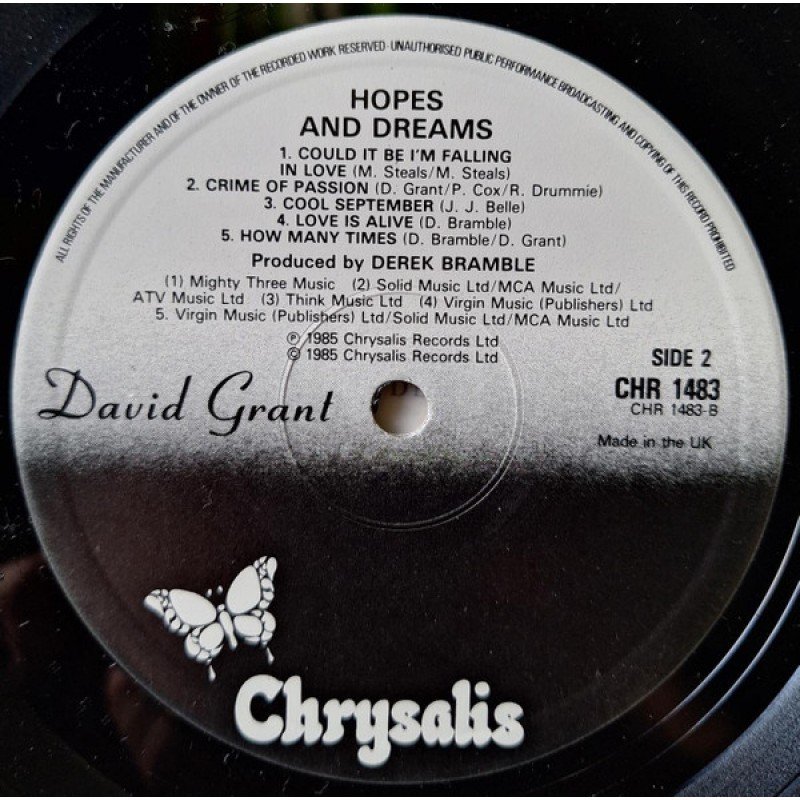 ALL RIGHTS OF THE MANUFACTURER AND OF THE OWNER OF THE RECORDED WORK RESERVED · UNAUTHORISED PUBLIC PERFORMANCE BROADCASTING AND COPYING OF THIS RECORD PROHIBITED
HOPES
AND DREAMS
1. COULD IT BE I'M FALLING
IN LOVE (M. Steals/M. Steals)
2. CRIME OF PASSION (D. Grant/P. Cox/R. Drummie)
3. COOL SEPTEMBER (J. J. Belle)
4. LOVE IS ALIVE (D. Bramble)
5. HOW MANY TIMES (D. Bramble/D. Grant)
Produced by DEREK BRAMBLE
(1) Mighty Three Music (2) Solid Music Ltd/MCA Music Ltd/
ATV Music Ltd (3) Think Music Ltd (4) Virgin Music (Publishers) Ltd
5. Virgin Music (Publishers) Ltd/Solid Music Ltd/MCA Music Ltd
℗ 1985 Chrysalis Records Ltd
© 1985 Chrysalis Records Ltd
SIDE 2
CHR 1483
CHR 1483-B
David Grant
Made in the UK
Chrysalis